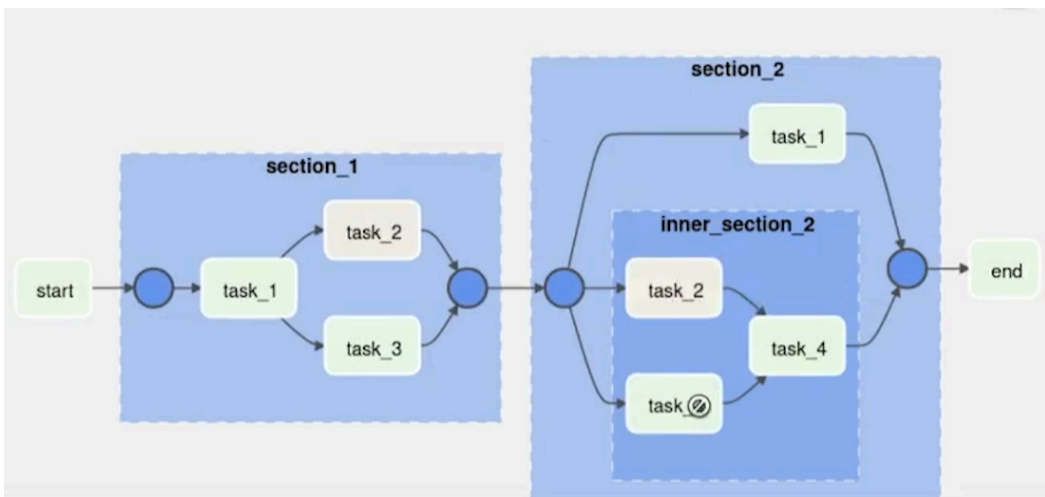 section_2
task_1
section_1
task_2
inner_section_2
start
task_1
task_2
end
task_3
task_4
task_